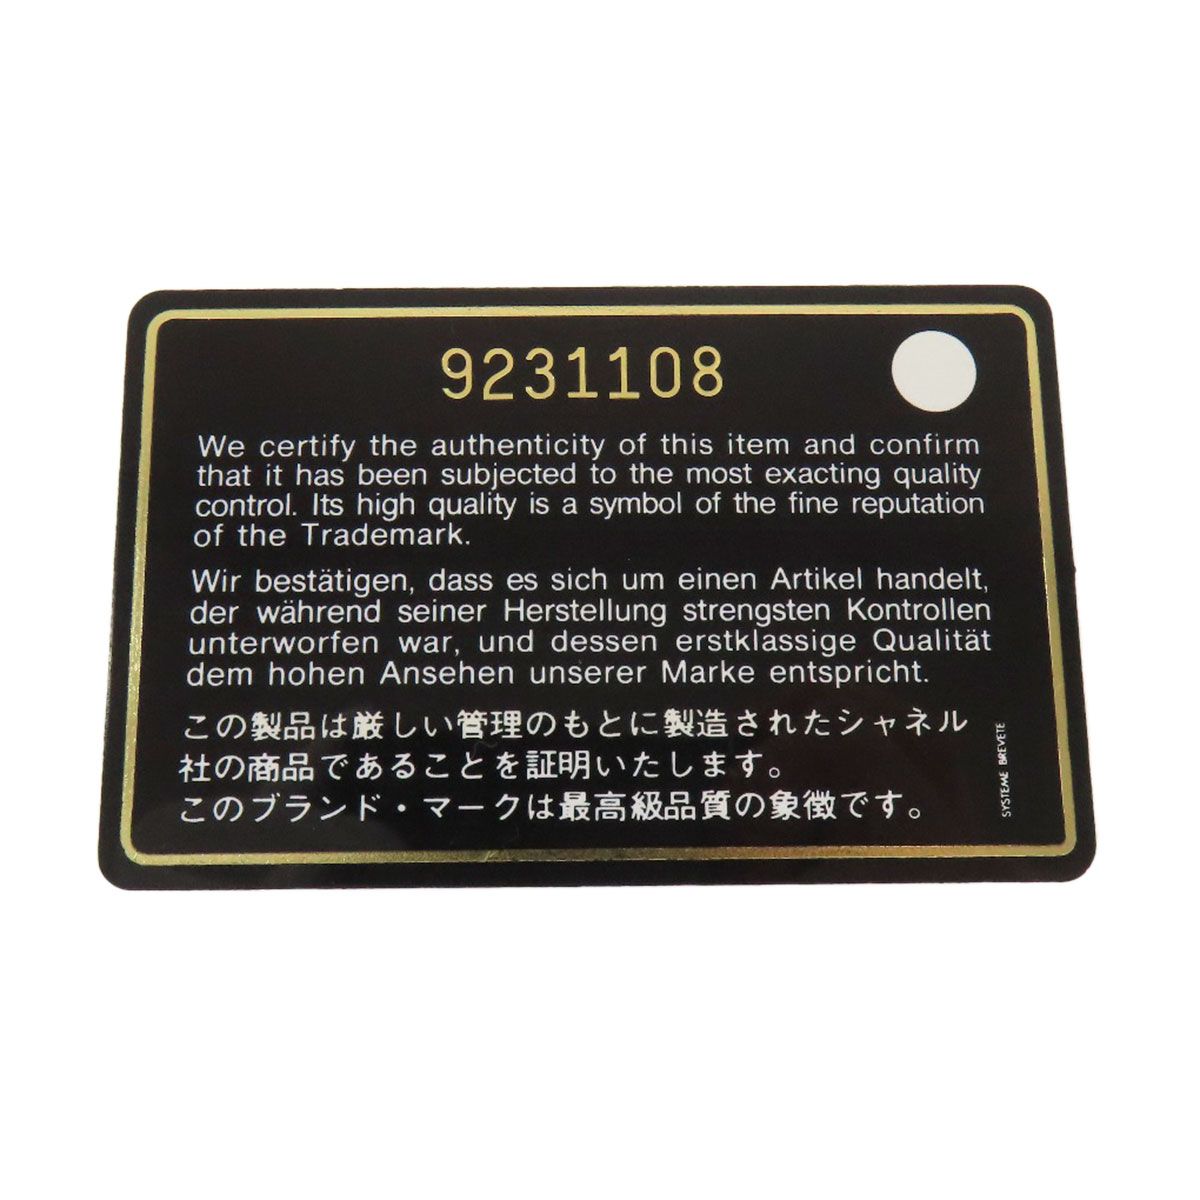 9231108
We certify the authenticity of this item and confirm
that it has been subjected to the most exacting quality
control. Its high quality is a symbol of the fine reputation
of the Trademark.
Wir bestätigen, dass es sich um einen Artikel handelt,
der während seiner Herstellung strengsten Kontrollen
unterworfen war, und dessen erstklassige Qualität
dem hohen Ansehen unserer Marke entspricht.
この製品は厳しい管理のもとに製造されたシャネル
社の商品であることを証明いたします。
このブランド・マークは最高級品質の象徴です。
SYSTEME BREVETE